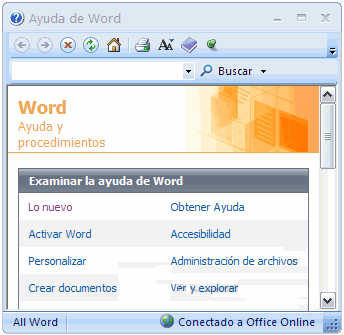 Ayuda de Word
Buscar
Word
Ayuda y
procedimientos
Examinar la ayuda de Word
Lo nuevo
Obtener Ayuda
Activar Word
Accesibilidad
Personalizar
Administración de archivos
Crear documentos
Ver y explorar
All Word
Conectado a Office Online